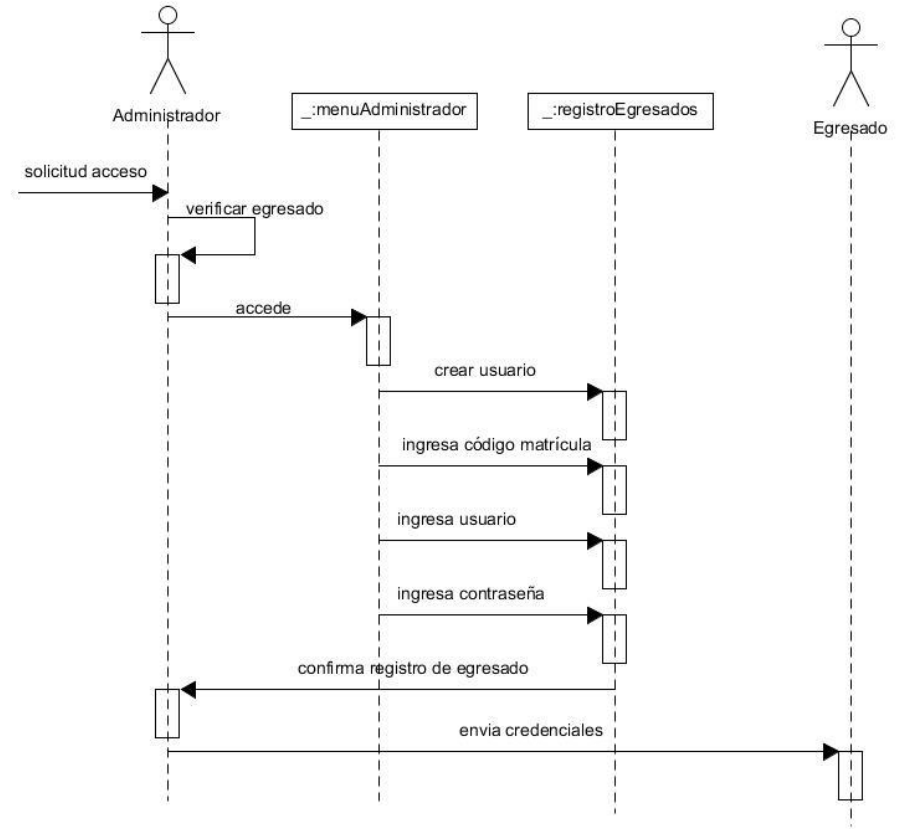 Administrador
_:menuAdministrador
_:registroEgresados
Egresado
solicitud acceso
verificar egresado
accede
crear usuario
ingresa código matrícula
ingresa usuario
ingresa contraseña
confirma registro de egresado
envia credenciales